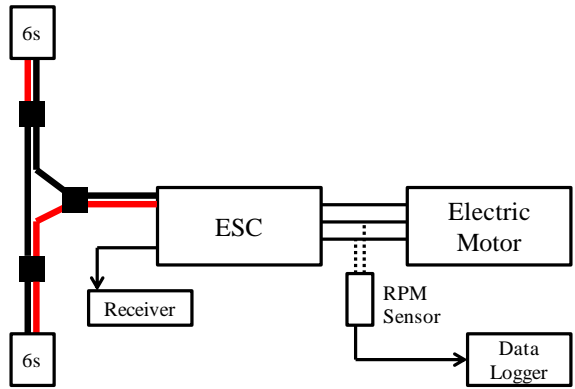 6s
ESC
Electric
Motor
Receiver
RPM
Sensor
6s
Data
Logger